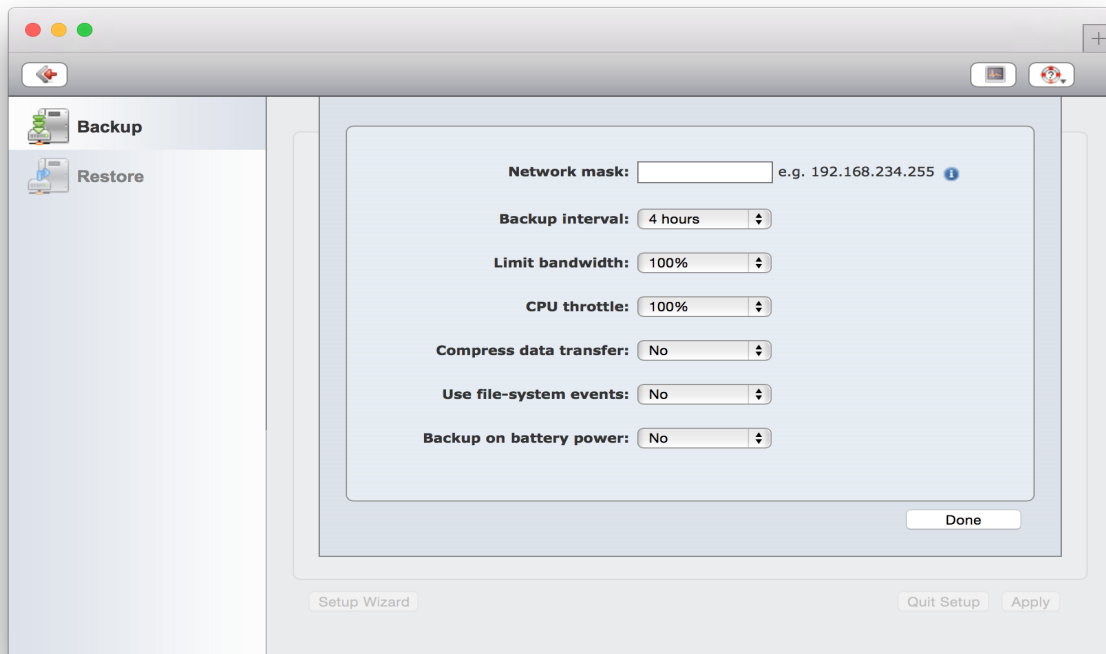 Backup
Restore
Network mask: e.g. 192.168.234.255
Backup interval: 4 hours
Limit bandwidth: 100%
CPU throttle: 100%
Compress data transfer: No
Use file-system events: No
Backup on battery power: No
Done
Setup Wizard Quit Setup Apply